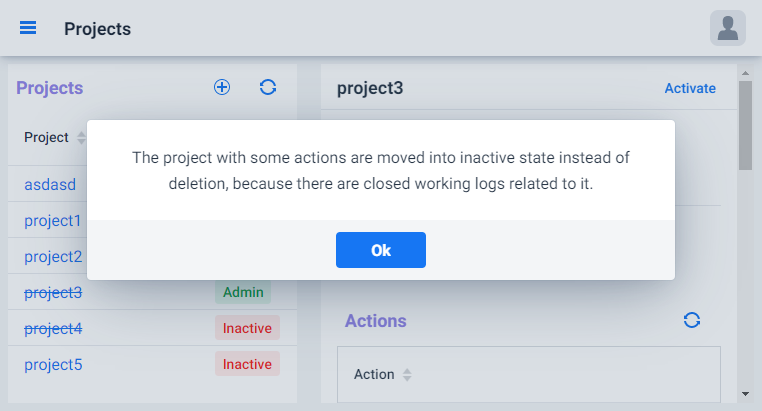 Projects
Projects
project3
Activate
Project
The project with some actions are moved into inactive state instead of
deletion, because there are closed working logs related to it.
Ok
asdasd
project1
project2
project3 Admin
project4 Inactive
project5 Inactive
Actions
Action